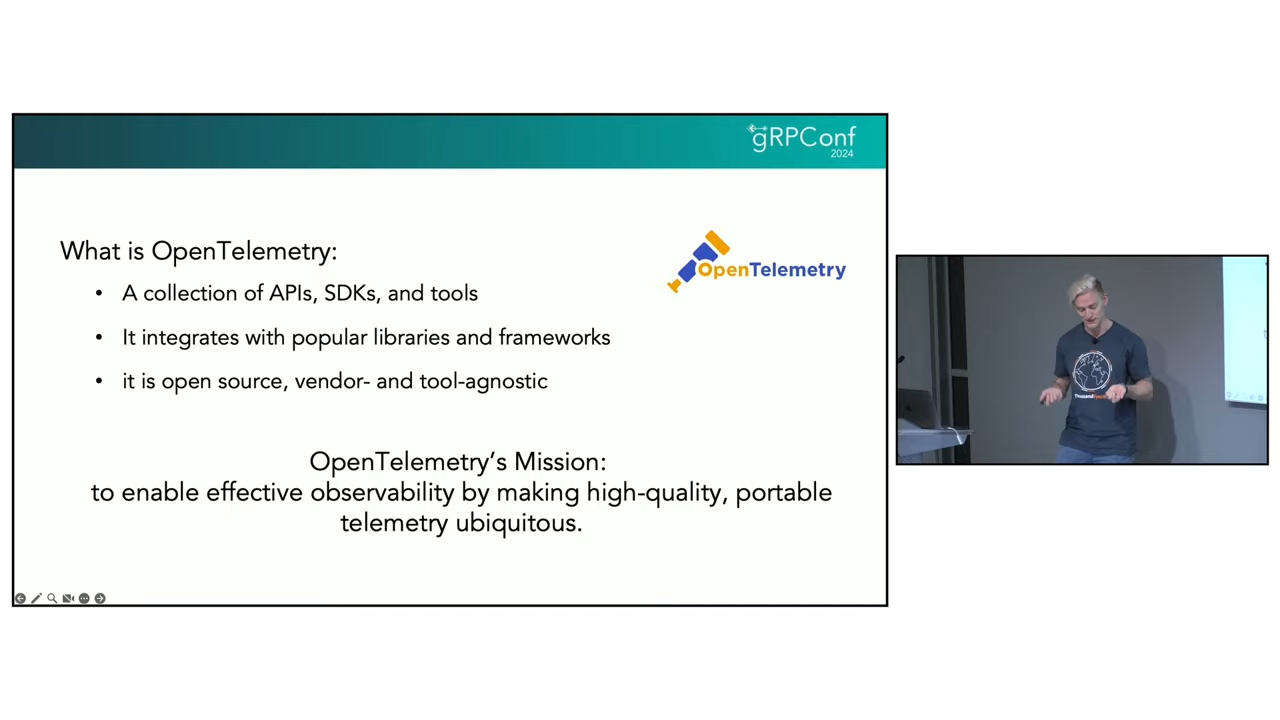 gRPConf
2024
What is OpenTelemetry:
• A collection of APIs, SDKs, and tools
• It integrates with popular libraries and frameworks
• it is open source, vendor- and tool-agnostic
OpenTelemetry
OpenTelemetry’s Mission:
to enable effective observability by making high-quality, portable
telemetry ubiquitous.